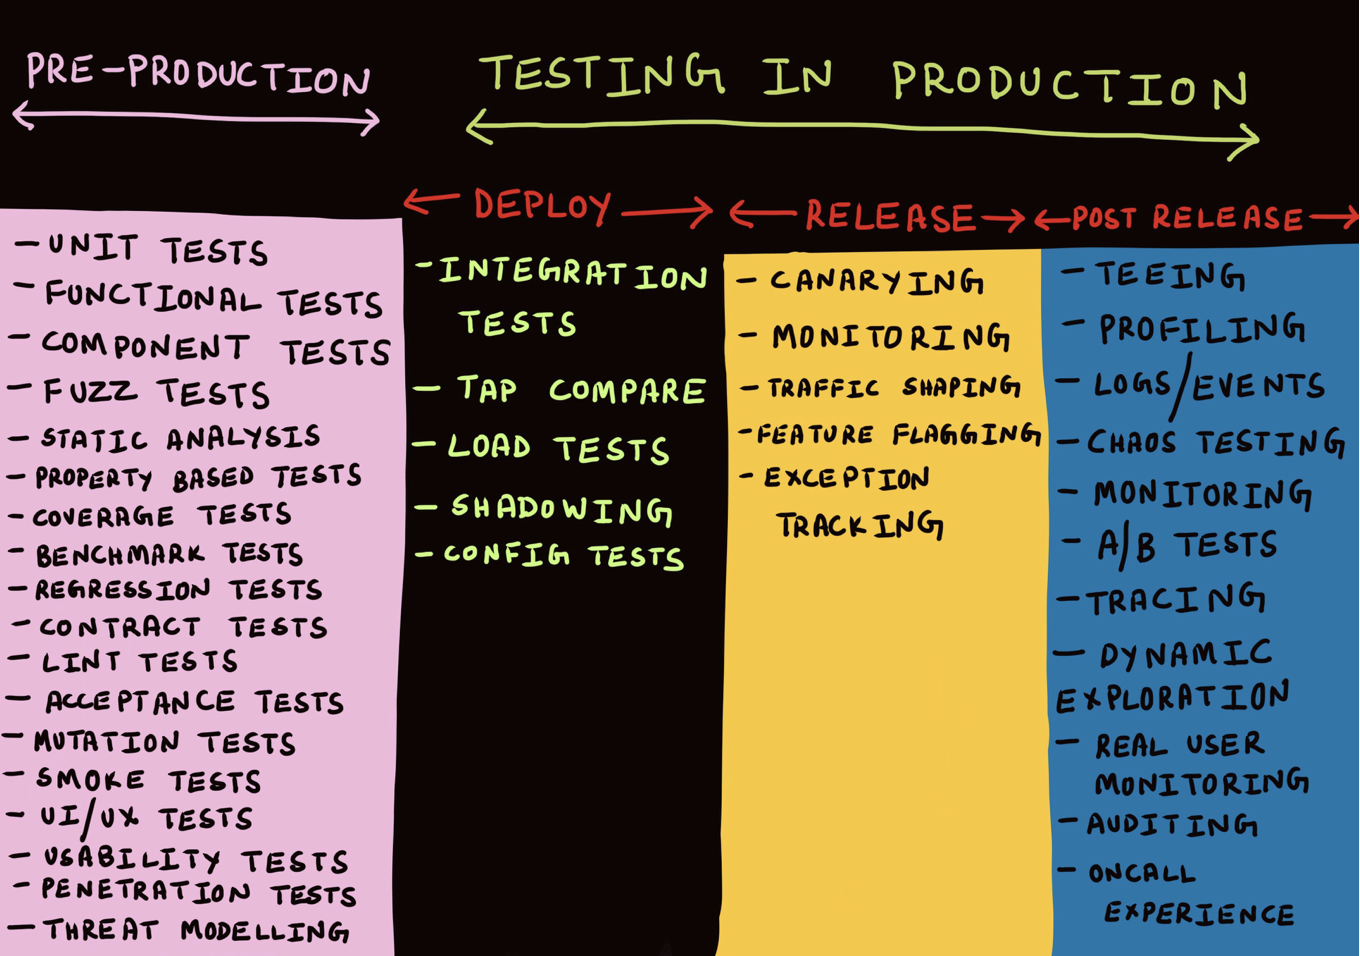 PRE-PRODUCTION
TESTING IN PRODUCTION
DEPLOY
RELEASE
POST RELEASE
- UNIT TESTS
- FUNCTIONAL TESTS
- COMPONENT TESTS
- FUZZ TESTS
- STATIC ANALYSIS
- PROPERTY BASED TESTS
- COVERAGE TESTS
- BENCHMARK TESTS
- REGRESSION TESTS
- CONTRACT TESTS
- LINT TESTS
- ACCEPTANCE TESTS
- MUTATION TESTS
- SMOKE TESTS
- UI/UX TESTS
- USABILITY TESTS
- PENETRATION TESTS
- THREAT MODELLING
- INTEGRATION
TESTS
- TAP COMPARE
- LOAD TESTS
- SHADOWING
- CONFIG TESTS
- CANARYING
- MONITORING
- TRAFFIC SHAPING
- FEATURE FLAGGING
- EXCEPTION
TRACKING
- TEEING
- PROFILING
- LOGS/EVENTS
- CHAOS TESTING
- MONITORING
- A/B TESTS
- TRACING
- DYNAMIC
EXPLORATION
- REAL USER
MONITORING
- AUDITING
- ONCALL
EXPERIENCE